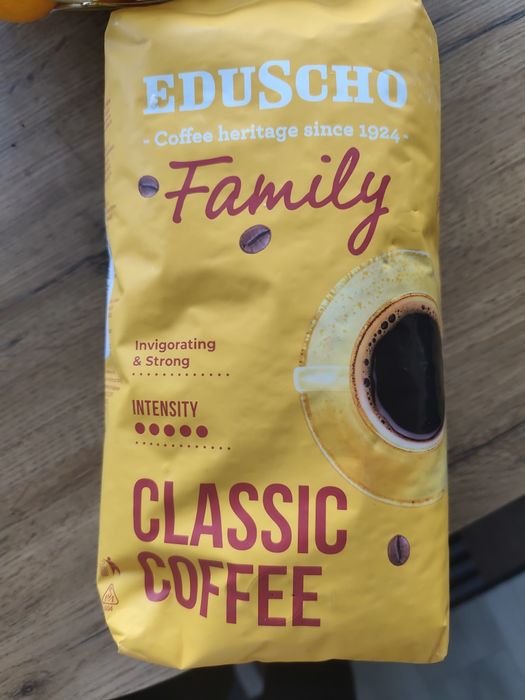 EDUSCHO
- Coffee heritage since 1924 -
Family
Invigorating
& Strong
INTENSITY
CLASSIC
COFFEE